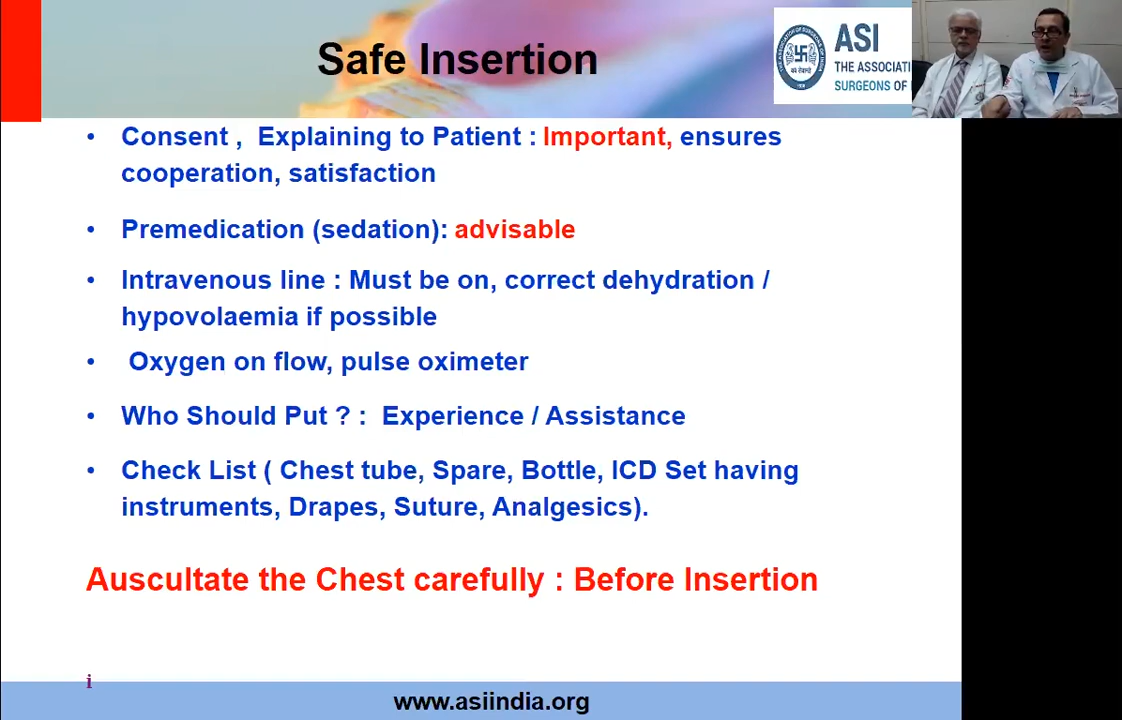 Safe Insertion
ASI
THE ASSOCIATI
SURGEONS OF
• Consent , Explaining to Patient : Important, ensures
cooperation, satisfaction
• Premedication (sedation): advisable
• Intravenous line : Must be on, correct dehydration /
hypovolaemia if possible
• Oxygen on flow, pulse oximeter
• Who Should Put ? : Experience / Assistance
• Check List ( Chest tube, Spare, Bottle, ICD Set having
instruments, Drapes, Suture, Analgesics).
Auscultate the Chest carefully : Before Insertion
i
www.asiindia.org